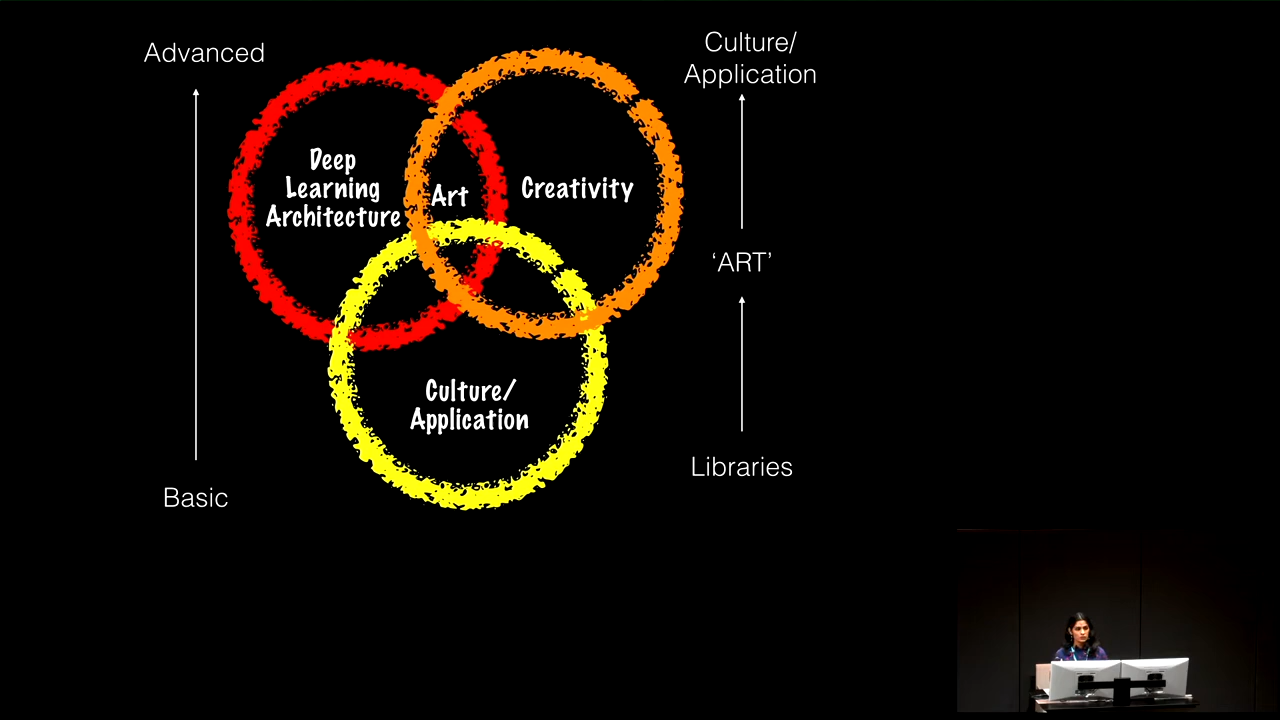 Advanced
Culture/
Application
Deep
Learning
Architecture
Art
Creativity
‘ART’
Culture/
Application
Libraries
Basic